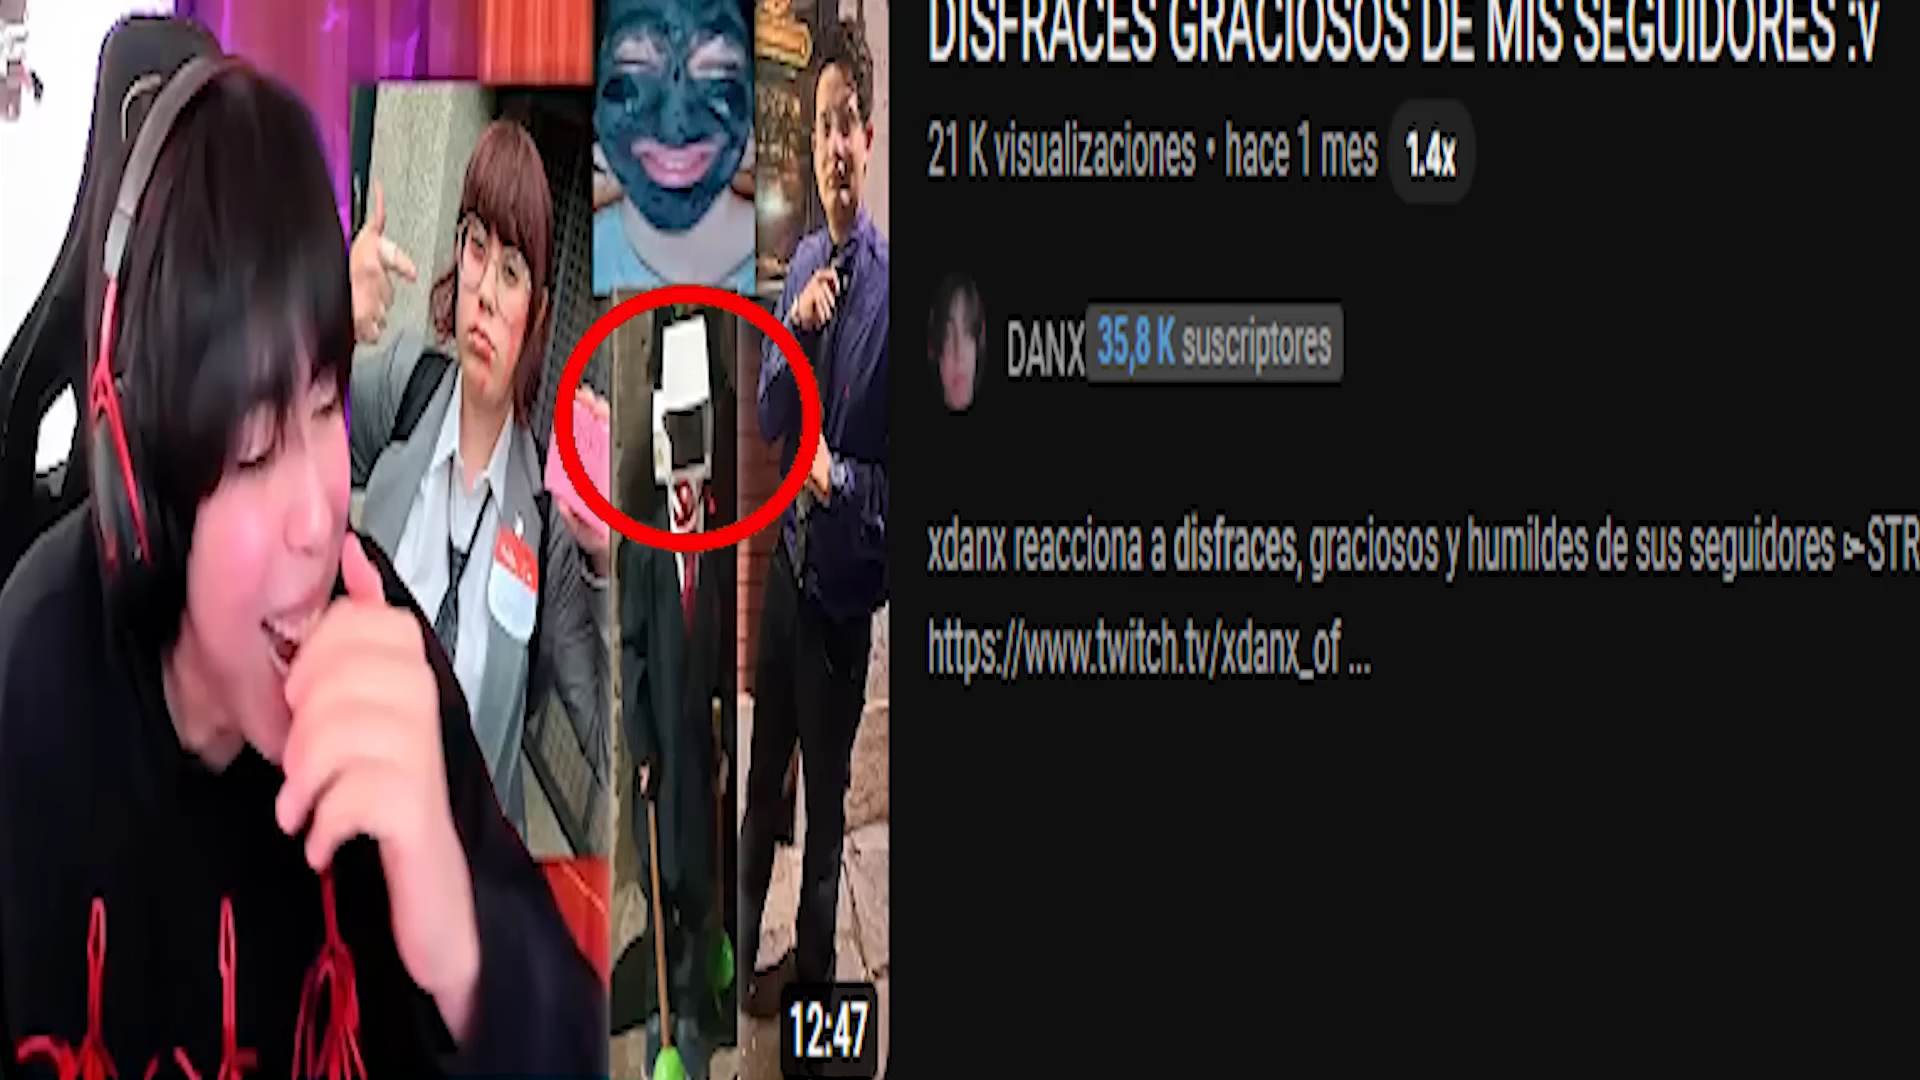 DISFRACES GRACIOSOS DE MIS SEGUIDORES :v
21 K visualizaciones • hace 1 mes 1.4x
DANX 35,8 K suscriptores
xdanx reacciona a disfraces, graciosos y humildes de sus seguidores ➳STR
https://www.twitch.tv/xdanx_of ...
12:47